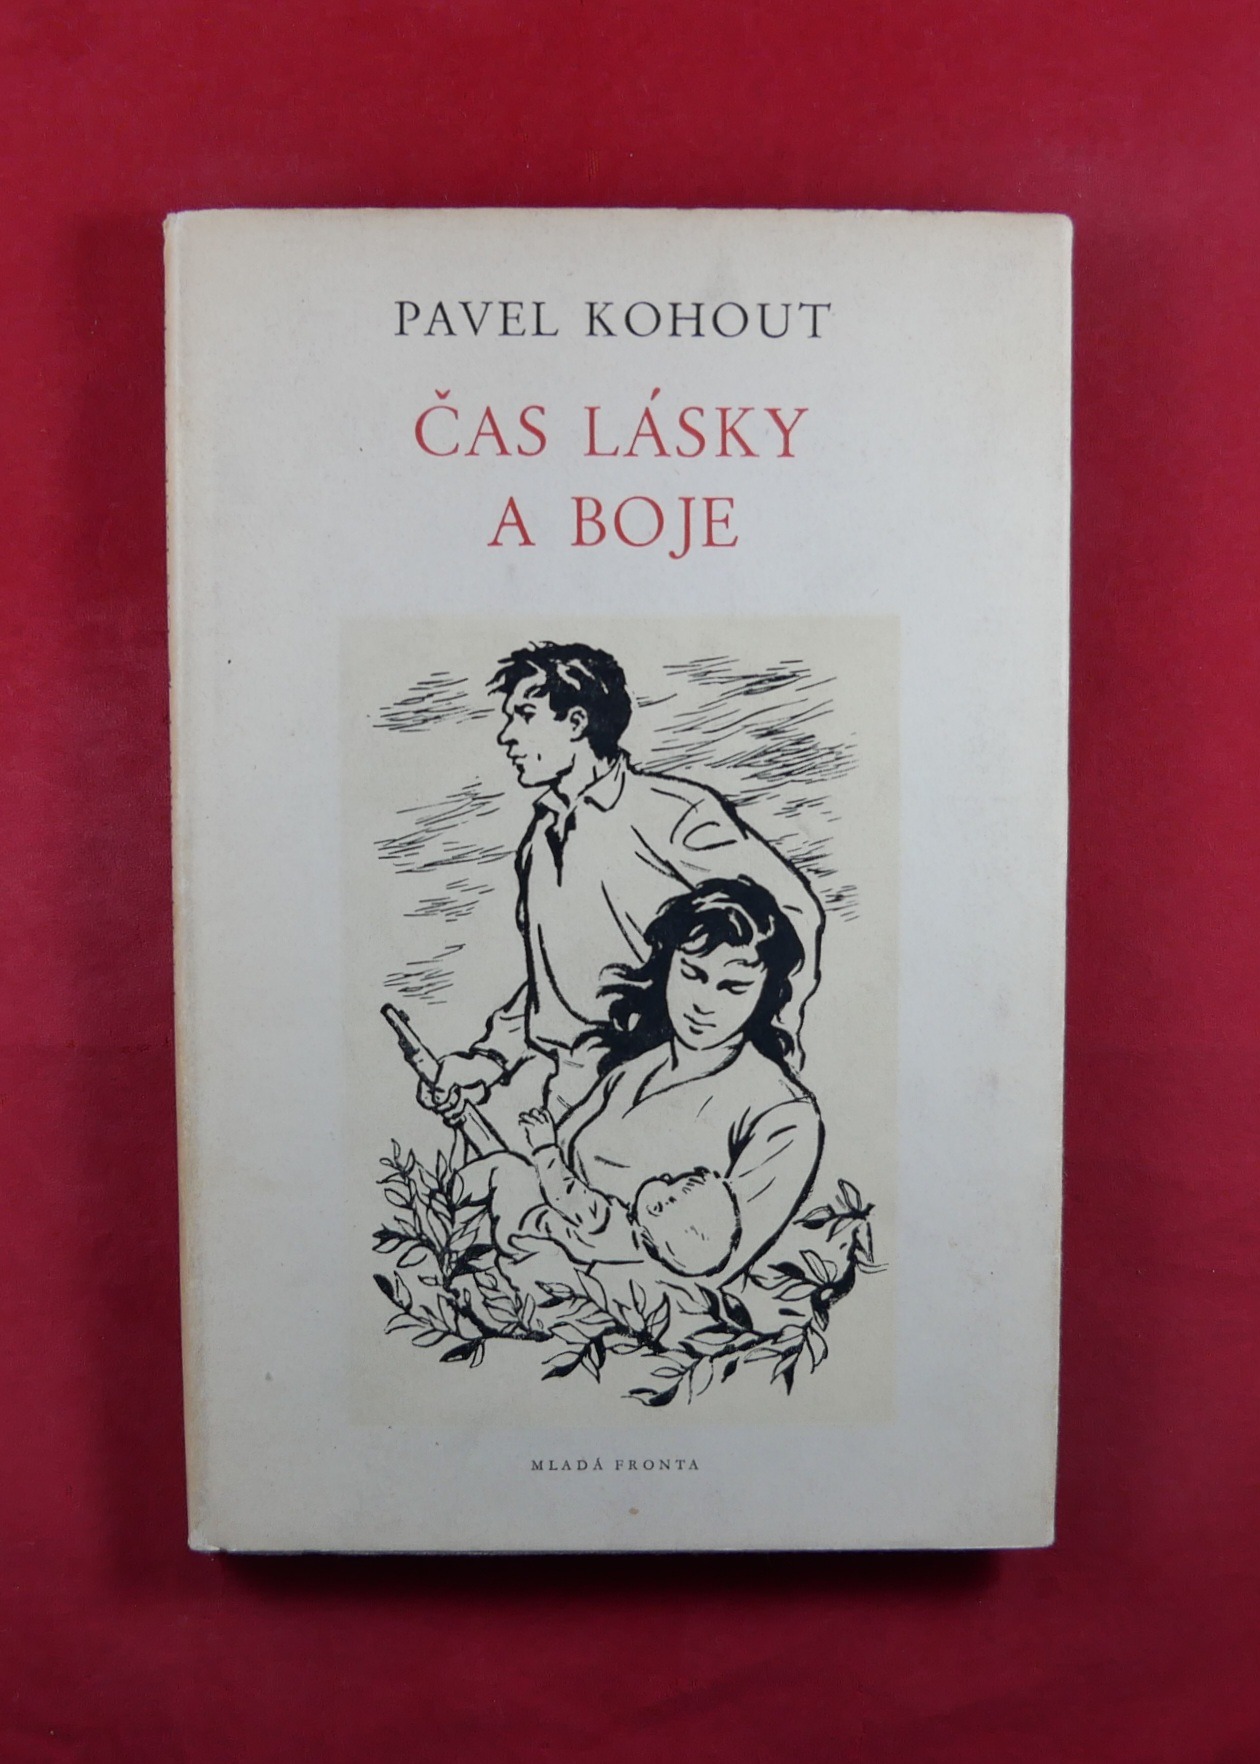 PAVEL KOHOUT
ČAS LÁSKY
A BOJE
MLADÁ FRONTA